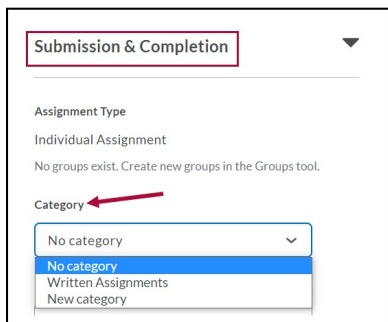 Submission & Completion
Assignment Type
Individual Assignment
No groups exist. Create new groups in the Groups tool.
Category
No category
No category
Written Assignments
New category